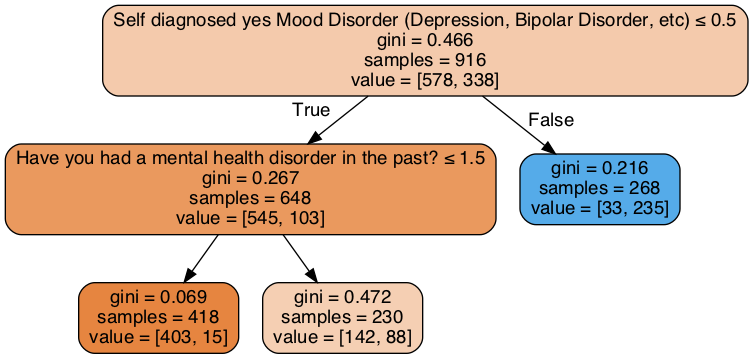 Self diagnosed yes Mood Disorder (Depression, Bipolar Disorder, etc) ≤ 0.5
gini = 0.466
samples = 916
value = [578, 338]
True
False
Have you had a mental health disorder in the past? ≤ 1.5
gini = 0.267
samples = 648
value = [545, 103]
gini = 0.216
samples = 268
value = [33, 235]
gini = 0.069
samples = 418
value = [403, 15]
gini = 0.472
samples = 230
value = [142, 88]